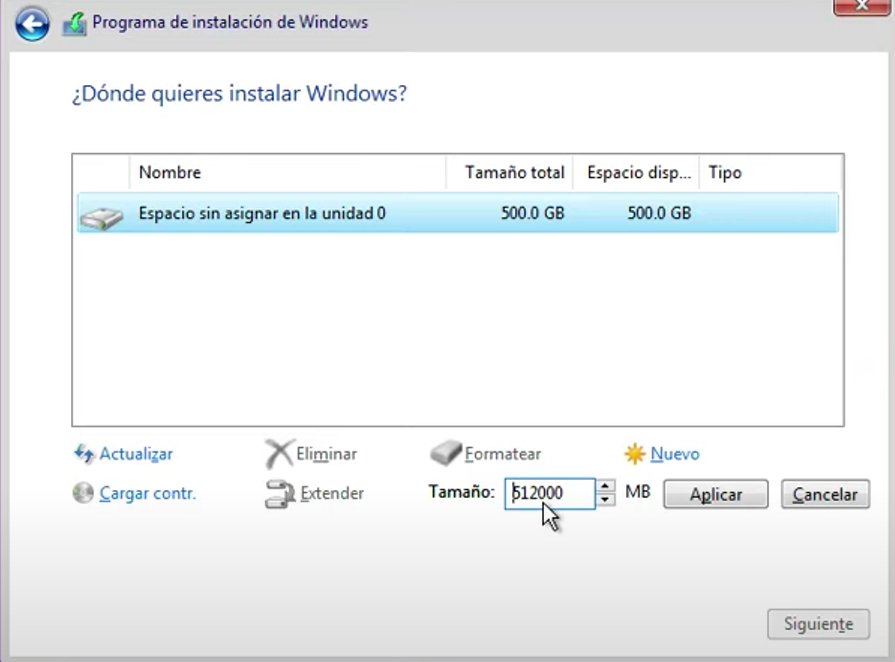 Programa de instalación de Windows
¿Dónde quieres instalar Windows?
Nombre Tamaño total Espacio disp... Tipo
Espacio sin asignar en la unidad 0 500.0 GB 500.0 GB
Actualizar Eliminar Formatear Nuevo
Cargar contr. Extender Tamaño: 512000 MB Aplicar Cancelar
Siguiente